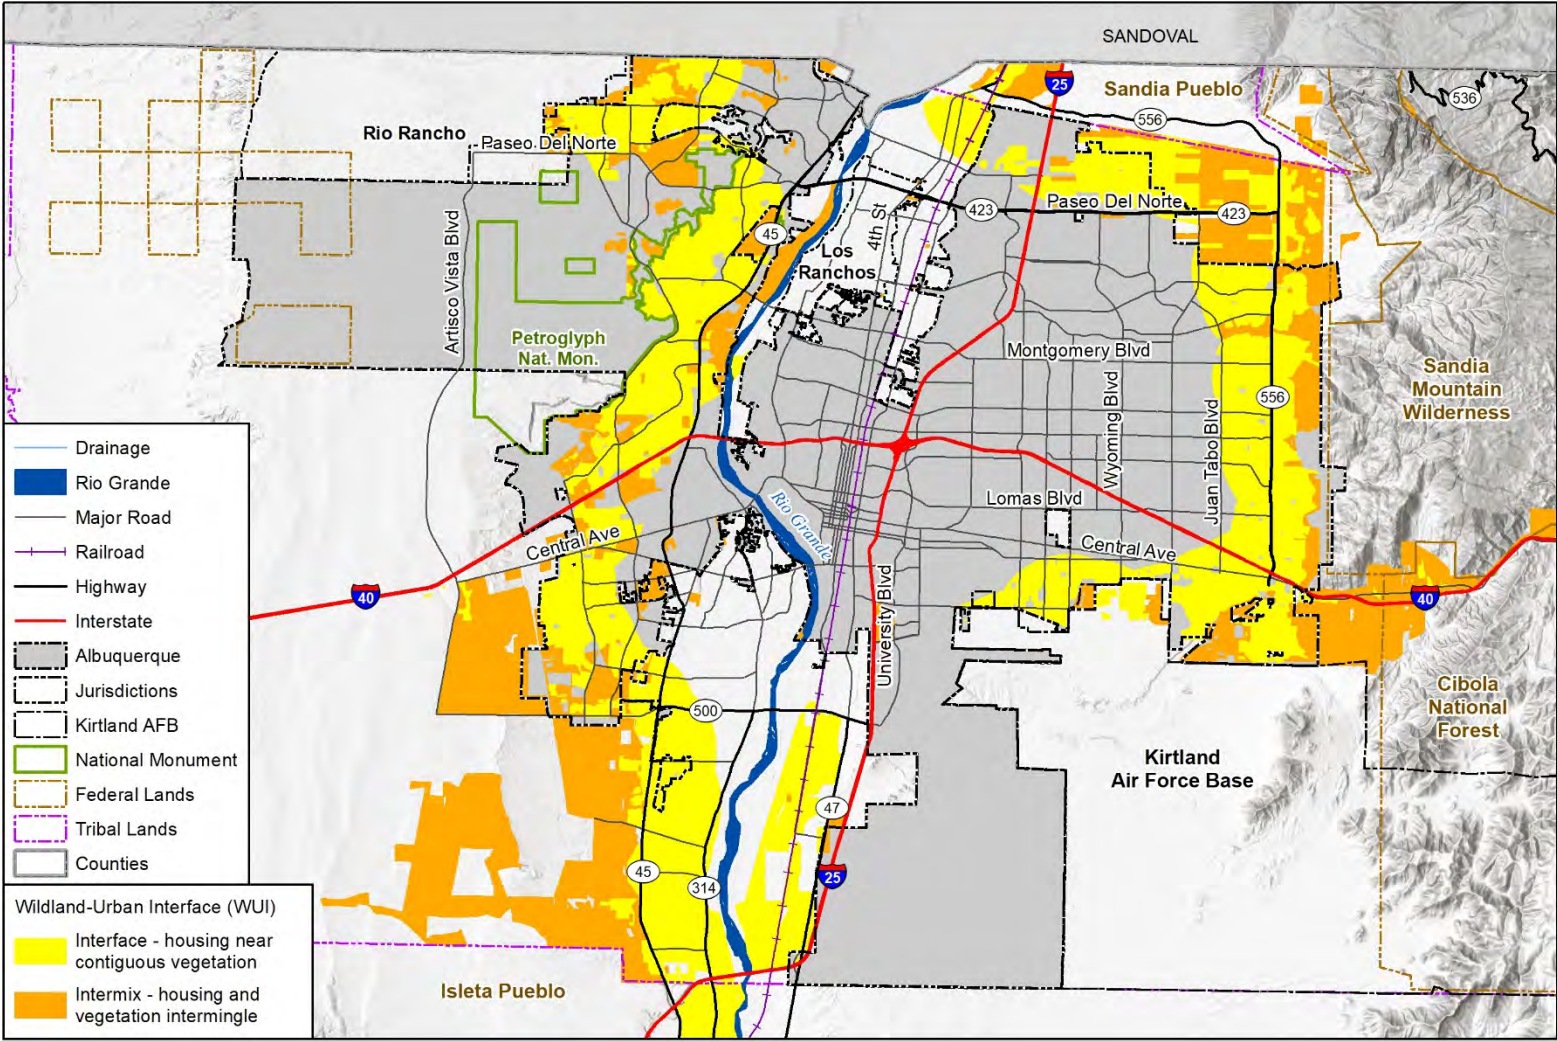 SANDOVAL
25
Sandia Pueblo
536
556
Rio Rancho
Paseo Del Norte
423
Paseo Del Norte
423
45
4th St
Los
Ranchos
Artisco Vista Blvd
Petroglyph
Nat. Mon.
Montgomery Blvd
Wyoming Blvd
Juan Tabo Blvd
556
Sandia
Mountain
Wilderness
Rio Grande
Lomas Blvd
Central Ave
Central Ave
40
University Blvd
40
500
Cibola
National
Forest
Kirtland
Air Force Base
47
45
314
25
Isleta Pueblo
Drainage
Rio Grande
Major Road
Railroad
Highway
Interstate
Albuquerque
Jurisdictions
Kirtland AFB
National Monument
Federal Lands
Tribal Lands
Counties
Wildland-Urban Interface (WUI)
Interface - housing near
contiguous vegetation
Intermix - housing and
vegetation intermingle